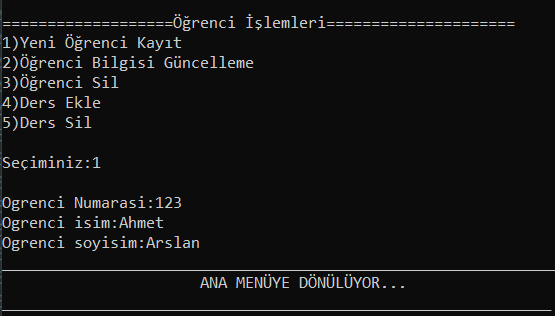 ===================Öğrenci İşlemleri=====================
1)Yeni Öğrenci Kayıt
2)Öğrenci Bilgisi Güncelleme
3)Öğrenci Sil
4)Ders Ekle
5)Ders Sil
Seçiminiz:1
Ogrenci Numarasi:123
Ogrenci isim:Ahmet
Ogrenci soyisim:Arslan
ANA MENÜYE DÖNÜLÜYOR...